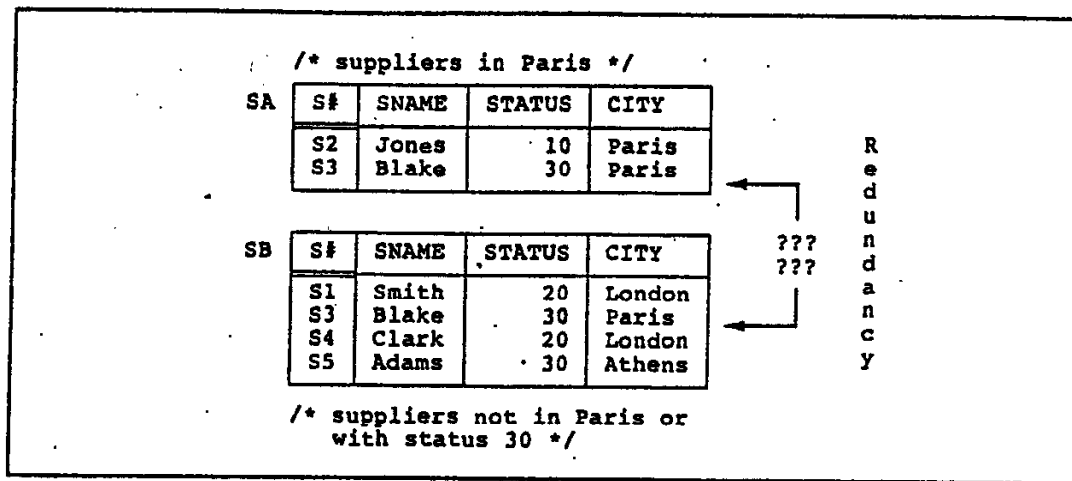 /* suppliers in Paris */
SA S# SNAME STATUS CITY
S2 Jones 10 Paris
S3 Blake 30 Paris
SB S# SNAME STATUS CITY
S1 Smith 20 London
S3 Blake 30 Paris
S4 Clark 20 London
S5 Adams 30 Athens
/* suppliers not in Paris or
with status 30 */
???
???
Redundancy